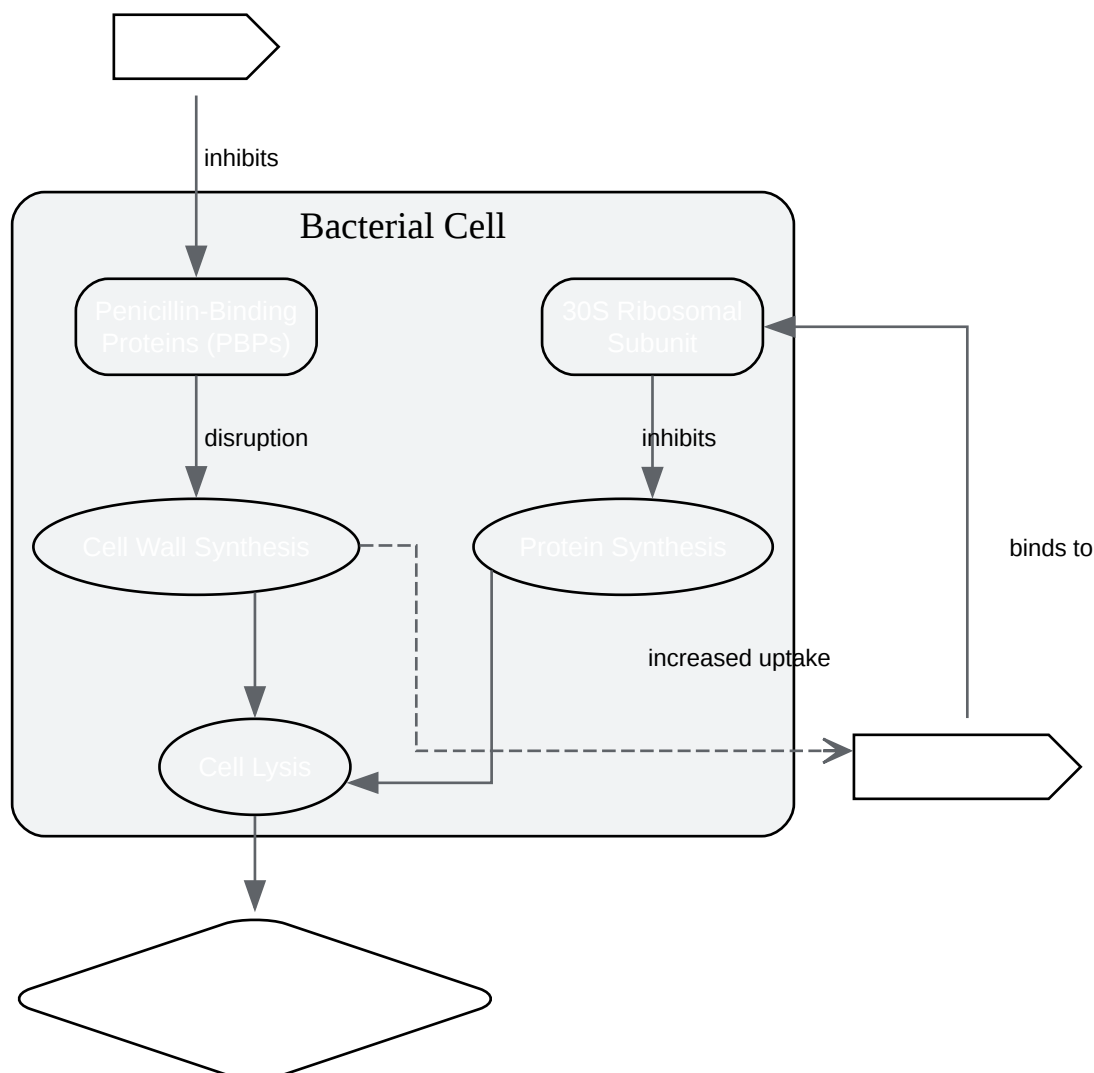 inhibits
Bacterial Cell
Penicillin-Binding
Proteins (PBPs)
30S Ribosomal
Subunit
disruption
inhibits
Cell Wall Synthesis
Protein Synthesis
binds to
increased uptake
Cell Lysis